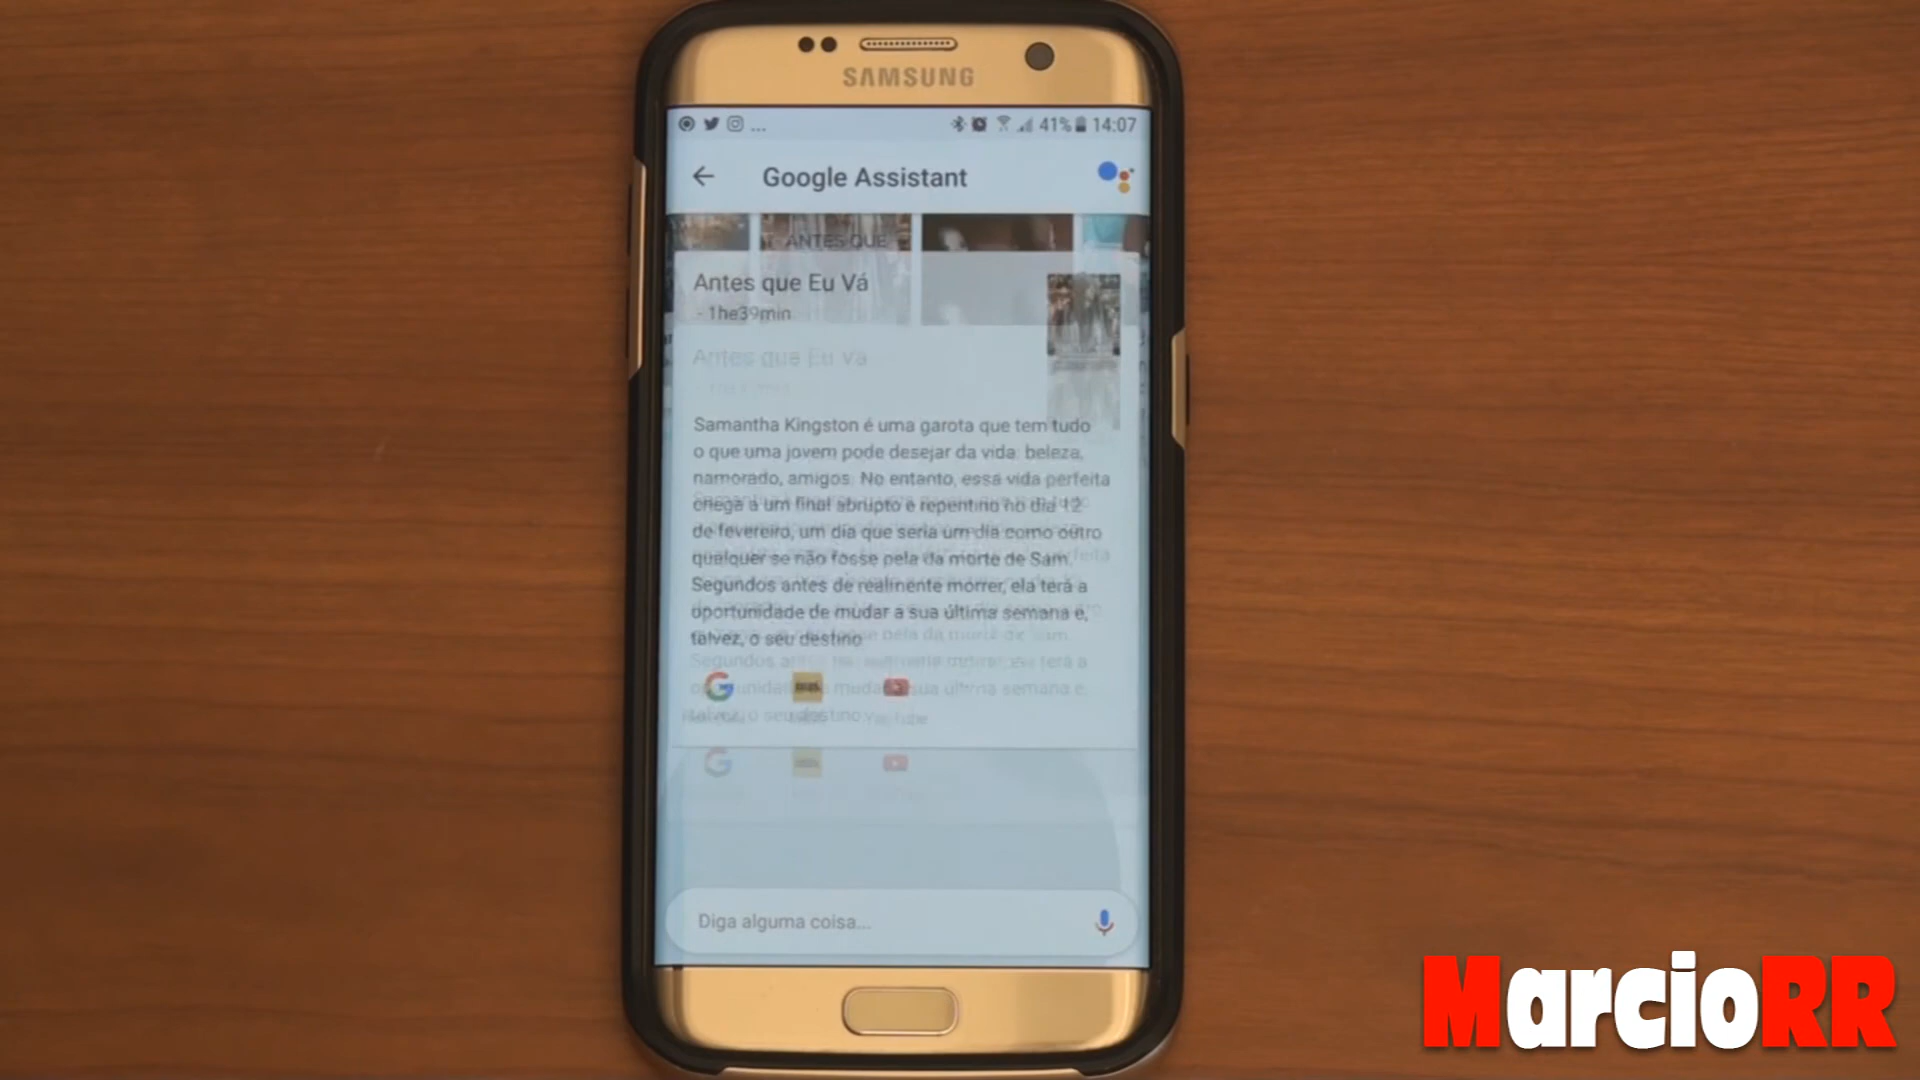 SAMSUNG
... 41% 14:07
Google Assistant
ANTES QUE
Antes que Eu Vá
- 1he39min
Antes que Eu Vá
Samantha Kingston é uma garota que tem tudo
o que uma jovem pode desejar da vida: beleza,
namorado, amigos. No entanto, essa vida perfeita
chega a um final abrupto e repentino no dia 12
de fevereiro, um dia que seria um dia como outro
qualquer se não fosse pela da morte de Sam.
Segundos antes de realmente morrer, ela terá a
oportunidade de mudar a sua última semana e,
talvez, o seu destino
YouTube
Diga alguma coisa...
MarcioRR